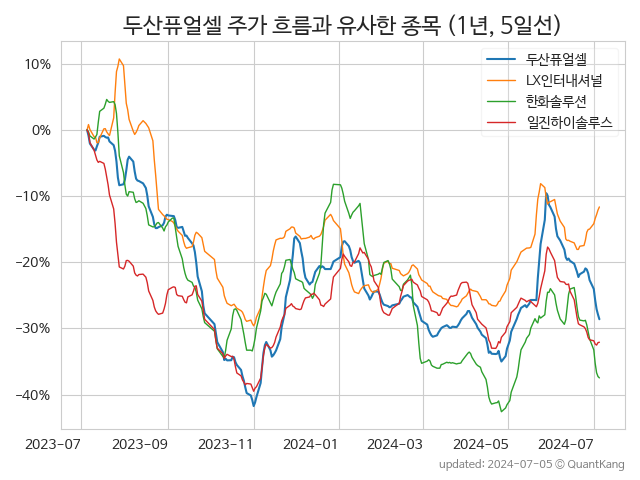 두산퓨얼셀 주가 흐름과 유사한 종목 (1년, 5일선)
두산퓨얼셀
LX인터내셔널
한화솔루션
일진하이솔루스
10%
0%
−10%
−20%
−30%
−40%
2023-07 2023-09 2023-11 2024-01 2024-03 2024-05 2024-07
updated: 2024-07-05 © QuantKang